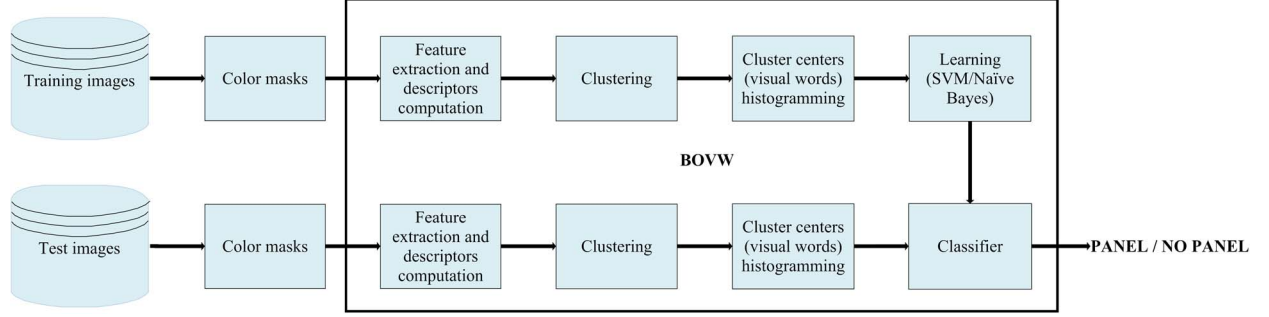 Training images
Color masks
Feature
extraction and
descriptors
computation
Clustering
Cluster centers
(visual words)
histogramming
Learning
(SVM/Naïve
Bayes)
BOVW
Test images
Color masks
Feature
extraction and
descriptors
computation
Clustering
Cluster centers
(visual words)
histogramming
Classifier
PANEL / NO PANEL